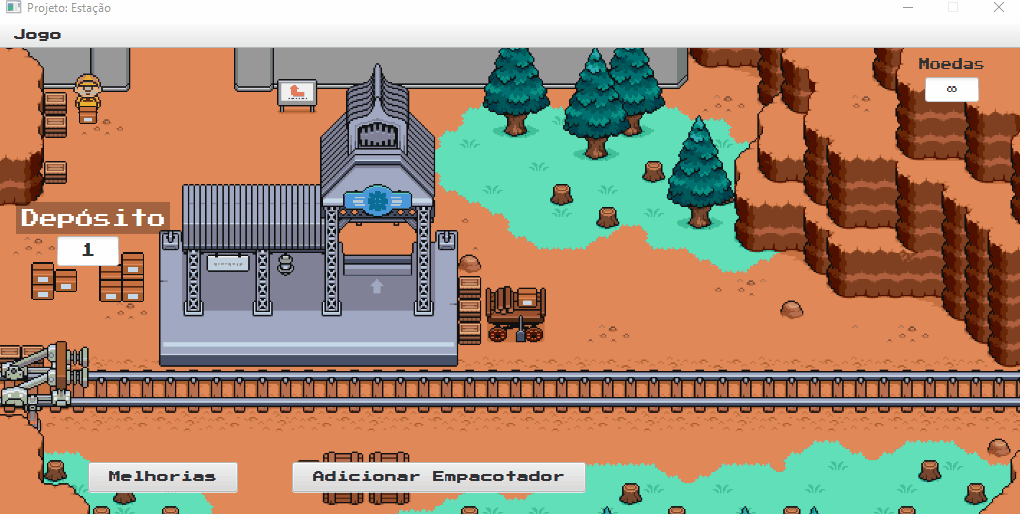 Projeto: Estação
Jogo
Moedas
∞
Depósito
1
Melhorias
Adicionar Empacotador